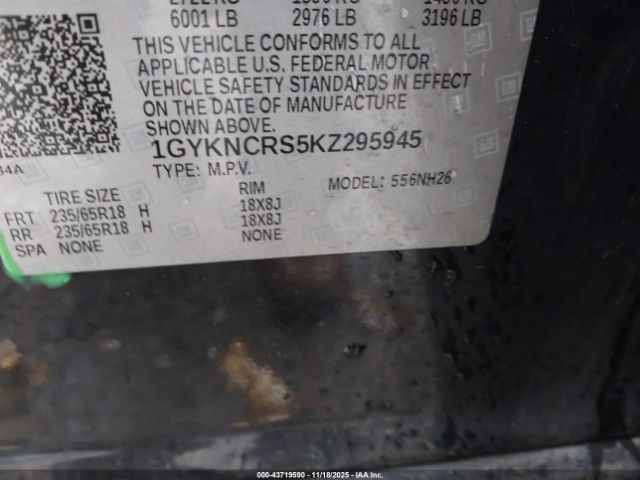 6001 LB 2976 LB 3196 LB
THIS VEHICLE CONFORMS TO ALL
APPLICABLE U.S. FEDERAL MOTOR
VEHICLE SAFETY STANDARDS IN EFFECT
ON THE DATE OF MANUFACTURE
SHOWN ABOVE.
1GYKNCRS5KZ295945
TYPE: M.P.V. MODEL: 556NH26
TIRE SIZE RIM
FRT 235/65R18 H 18X8J
RR 235/65R18 H 18X8J
SPA NONE NONE
000-43719590 - 11/18/2025 - IAAI.COM